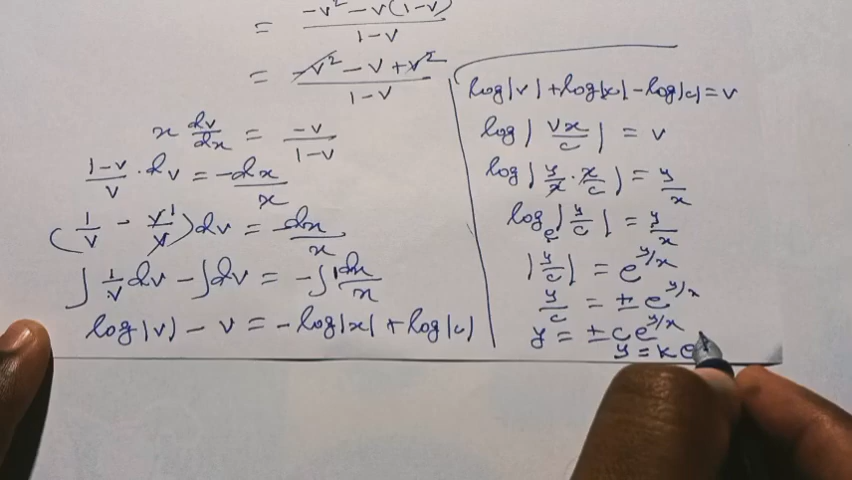 = -v² - v(1-v) / 1-v
= -v² - v + v² / 1-v
x dv/dx = -v / 1-v
1-v/v · dv = -dx/x
(1/v - v/v) dv = -dx/x
∫ 1/v dv - ∫dv = -∫ 1dx/x
log|v| - v = -log|x| + log|c|
log|v| + log|x| - log|c| = v
log|vx/c| = v
log|y/x · x/c| = y/x
logₑ|y/c| = y/x
|y/c| = e^y/x
y/c = ± e^y/x
y = ± c e^y/x
y = k e